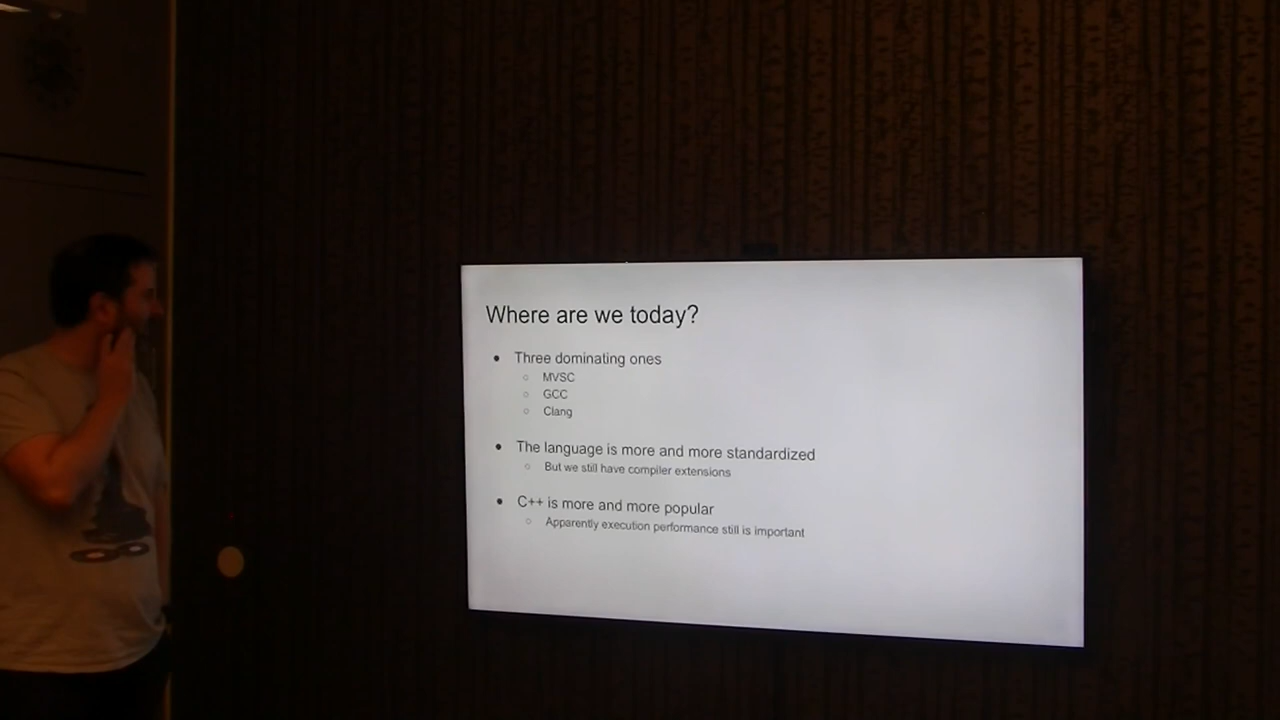 Where are we today?
● Three dominating ones
○ MVSC
○ GCC
○ Clang
● The language is more and more standardized
○ But we still have compiler extensions
● C++ is more and more popular
○ Apparently execution performance still is important